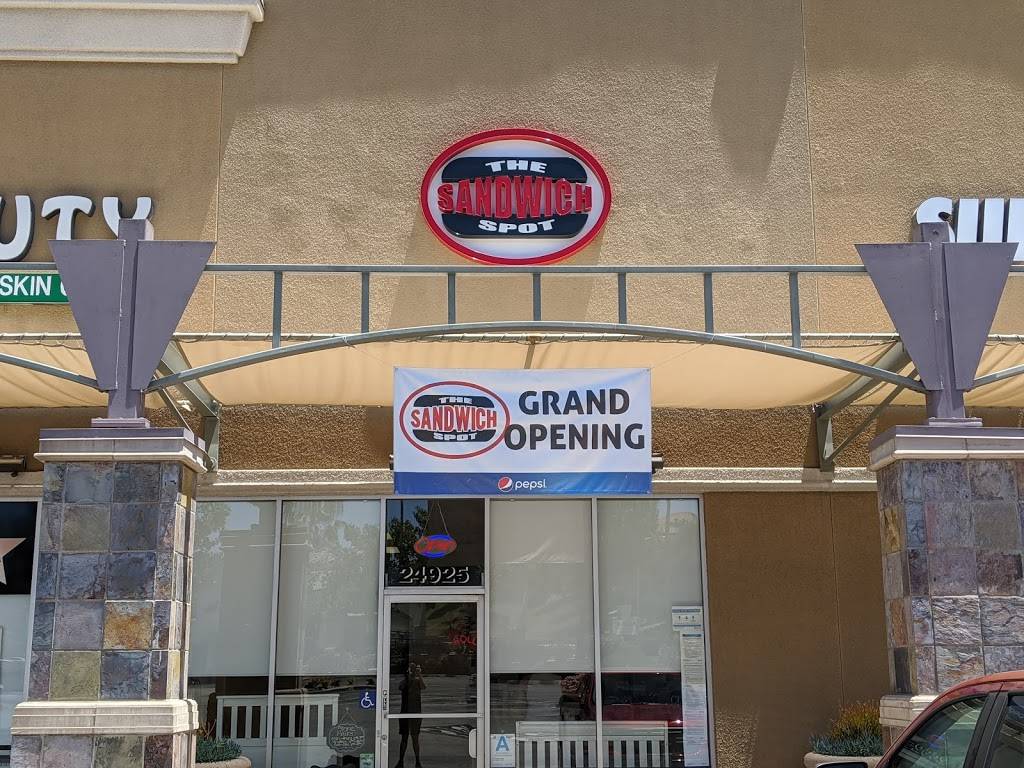 THE
SANDWICH
SPOT
UTY
SKIN
THE
SANDWICH
SPOT
GRAND
OPENING
pepsi
24925
A